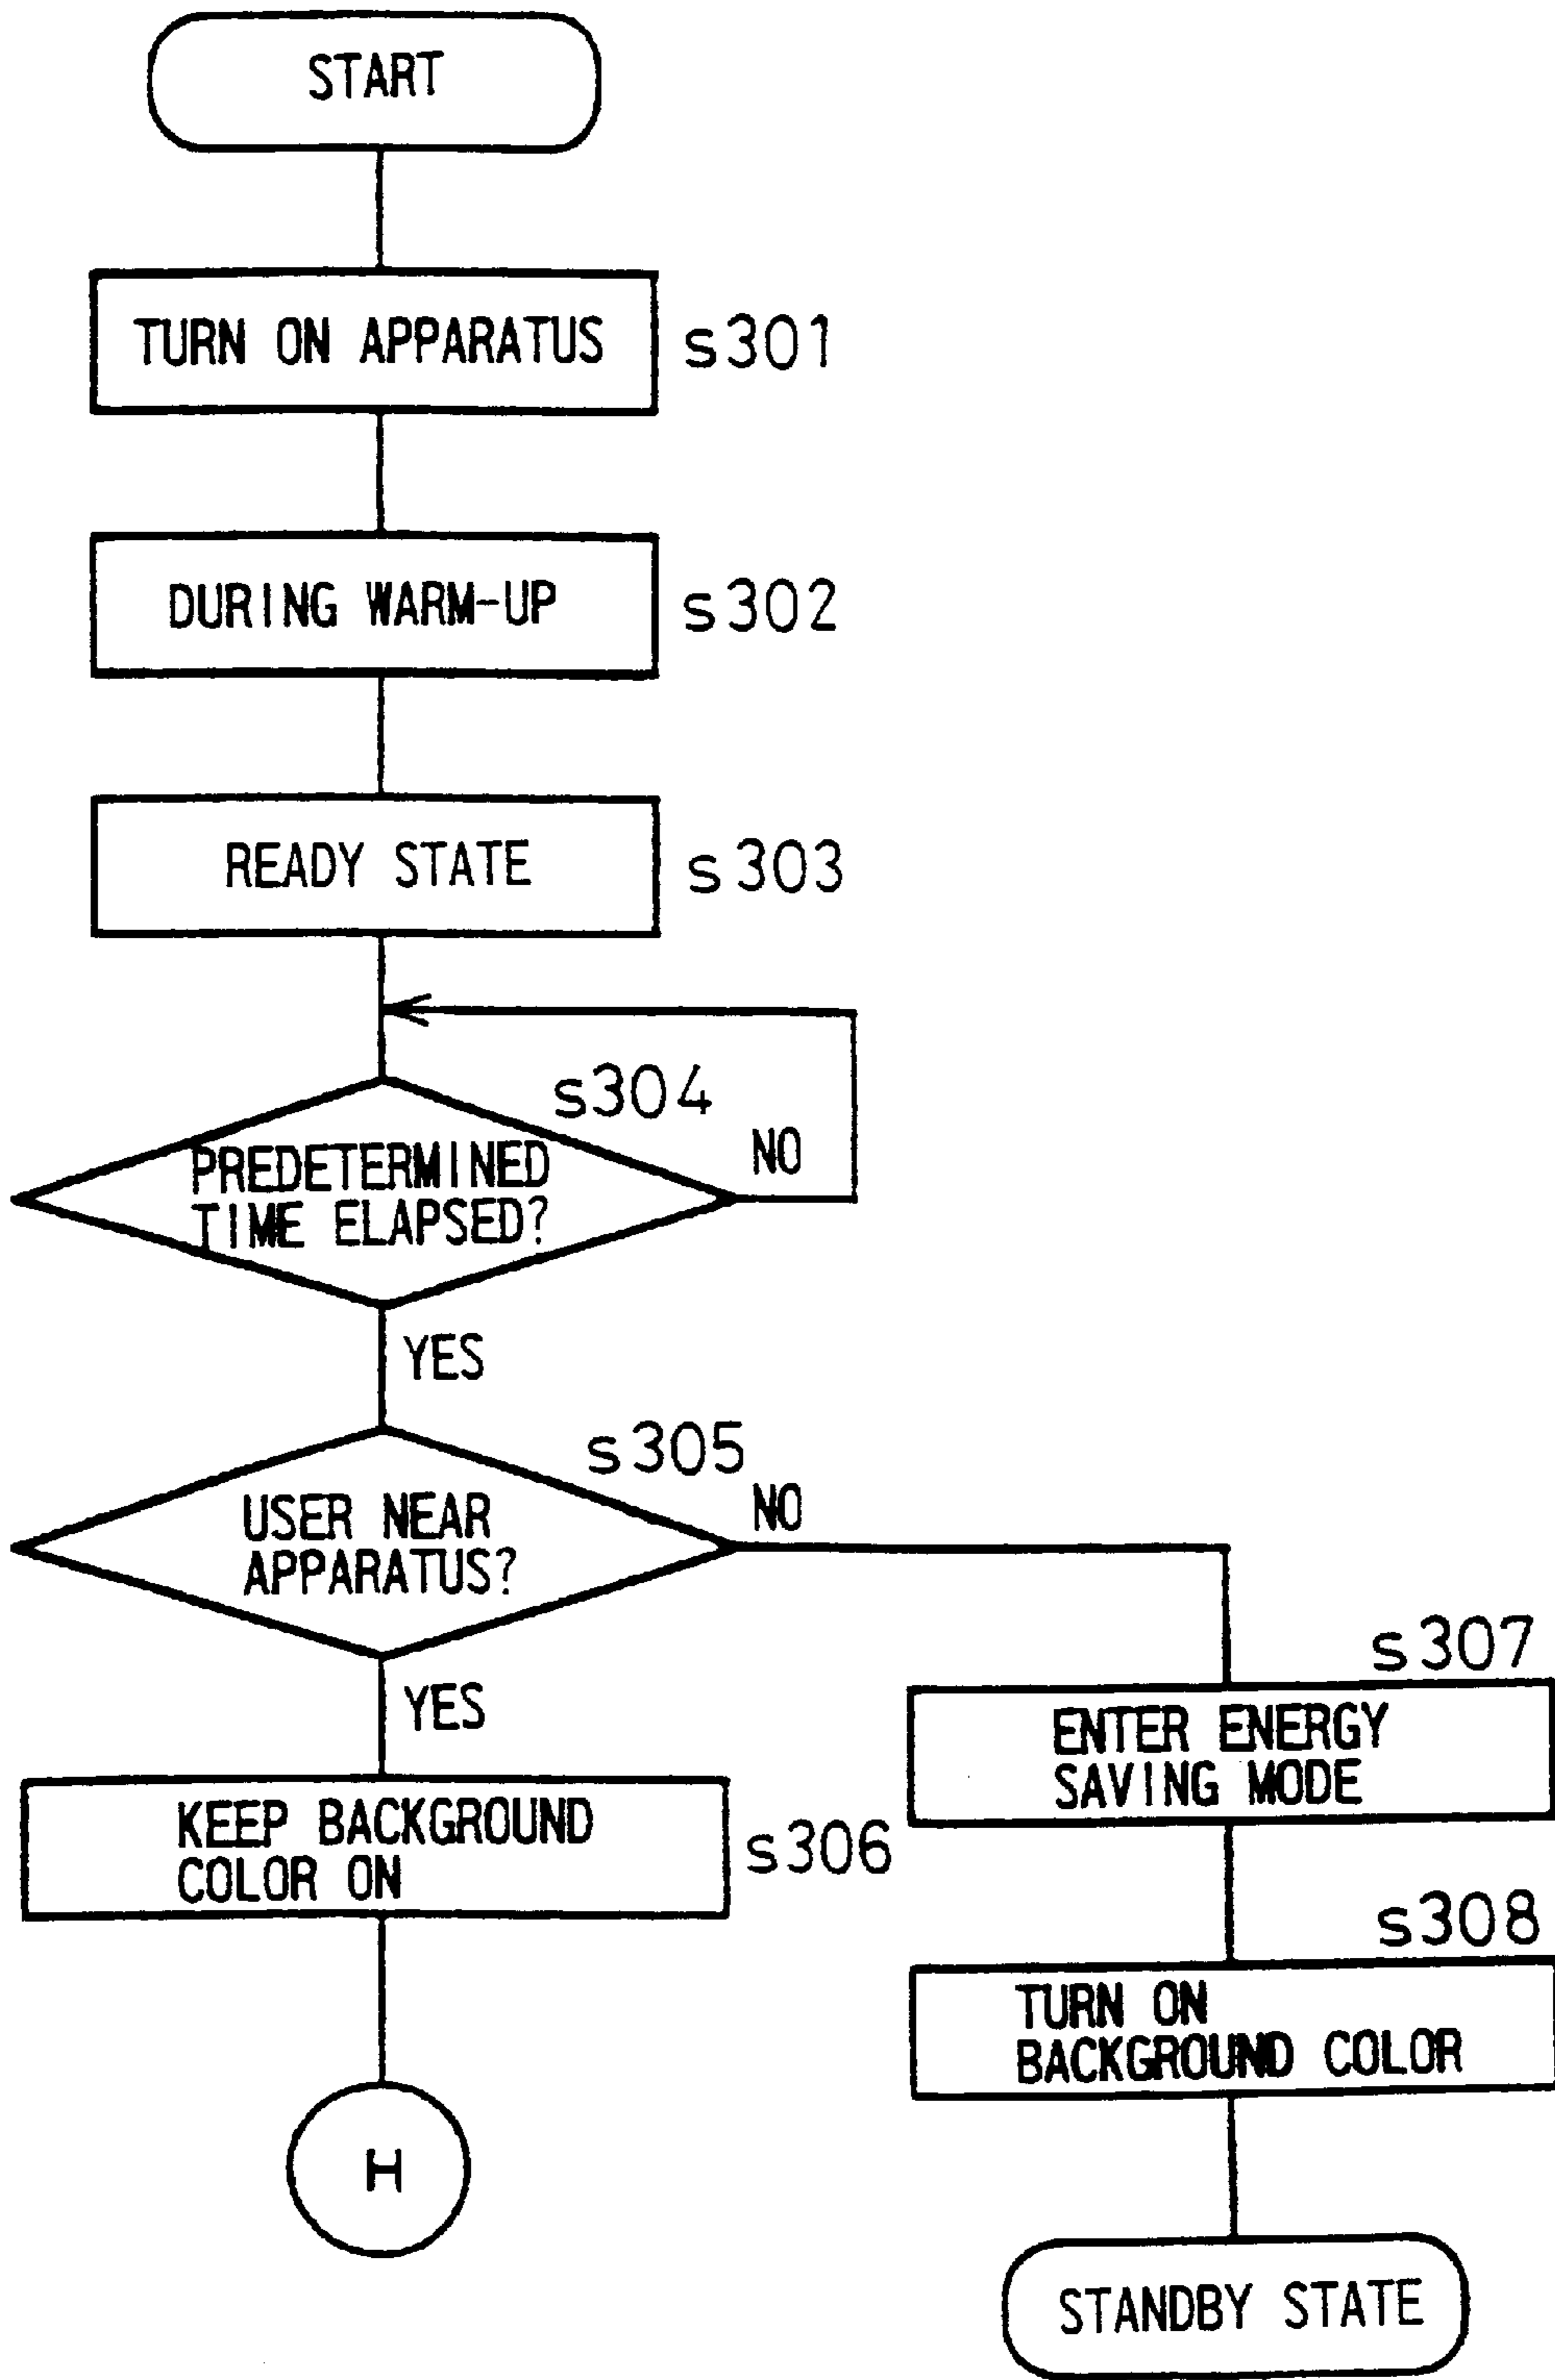 START
TURN ON APPARATUS
s301
DURING WARM-UP
s302
READY STATE
s303
s304
PREDETERMINED
TIME ELAPSED?
NO
YES
s305
USER NEAR
APPARATUS?
NO
YES
KEEP BACKGROUND
COLOR ON
s306
H
s307
ENTER ENERGY
SAVING MODE
s308
TURN ON
BACKGROUND COLOR
STANDBY STATE